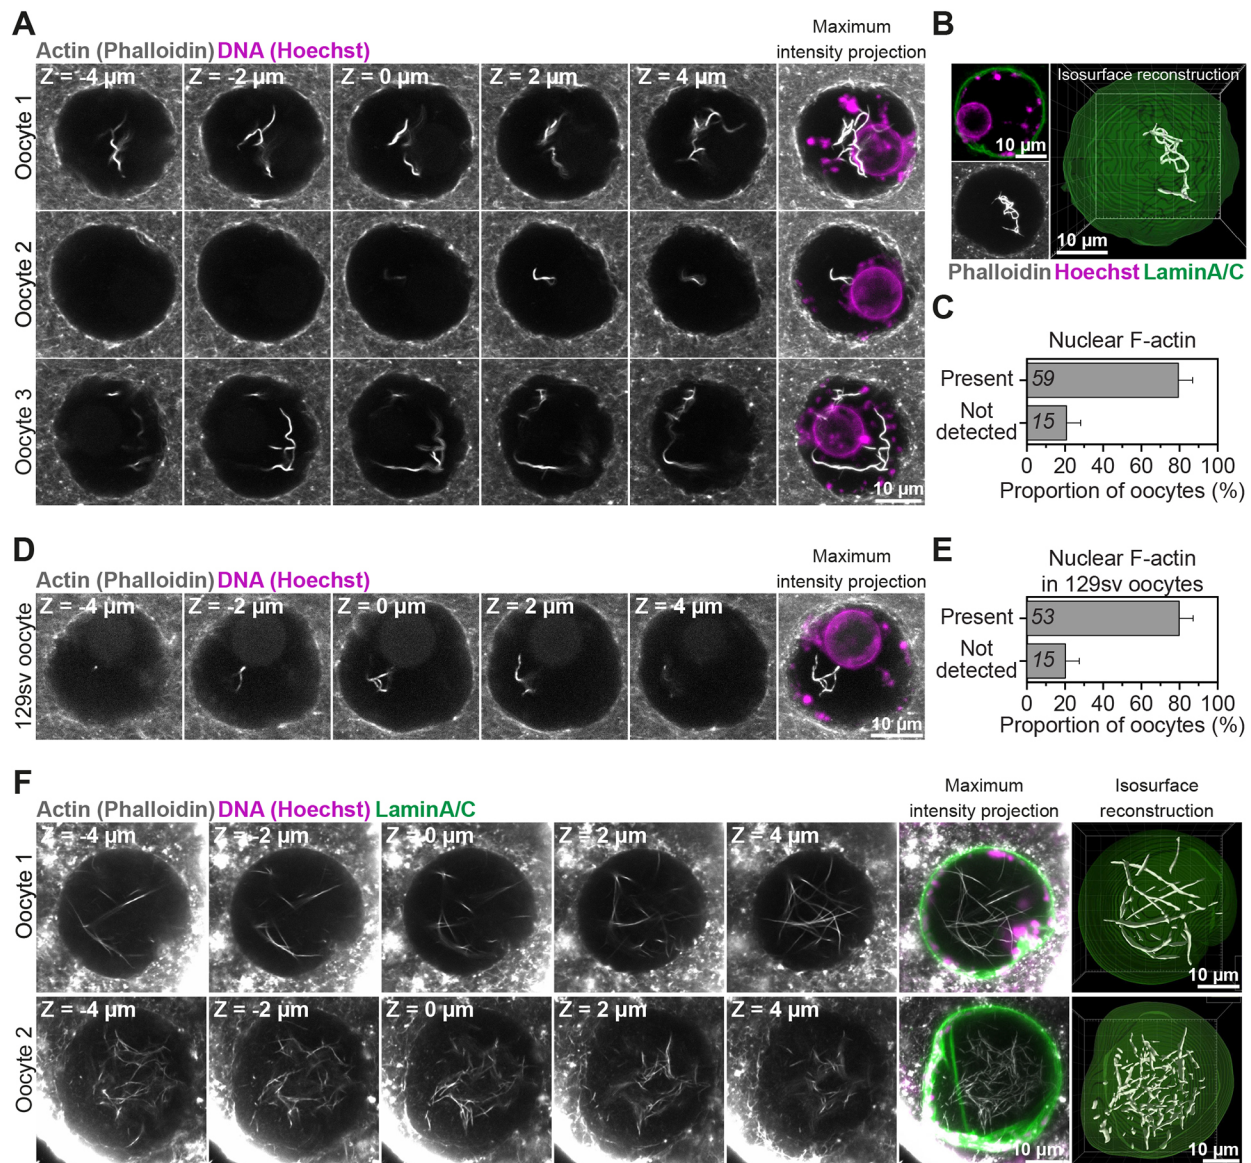 A
Actin (Phalloidin) DNA (Hoechst)
Maximum
intensity projection
Z = -4 µm Z = -2 µm Z = 0 µm Z = 2 µm Z = 4 µm
Oocyte 1
Oocyte 2
Oocyte 3
10 µm
B
Isosurface reconstruction
10 µm
10 µm
Phalloidin Hoechst LaminA/C
C
Nuclear F-actin
Present 59
Not
detected 15
0 20 40 60 80 100
Proportion of oocytes (%)
D
Actin (Phalloidin) DNA (Hoechst)
Maximum
intensity projection
Z = -4 µm Z = -2 µm Z = 0 µm Z = 2 µm Z = 4 µm
129sv oocyte
10 µm
E
Nuclear F-actin
in 129sv oocytes
Present 53
Not
detected 15
0 20 40 60 80 100
Proportion of oocytes (%)
F
Actin (Phalloidin) DNA (Hoechst) LaminA/C
Maximum
intensity projection
Isosurface
reconstruction
Z = -4 µm Z = -2 µm Z = 0 µm Z = 2 µm Z = 4 µm
Oocyte 1
10 µm
Z = -4 µm Z = -2 µm Z = 0 µm Z = 2 µm Z = 4 µm
Oocyte 2
10 µm
10 µm